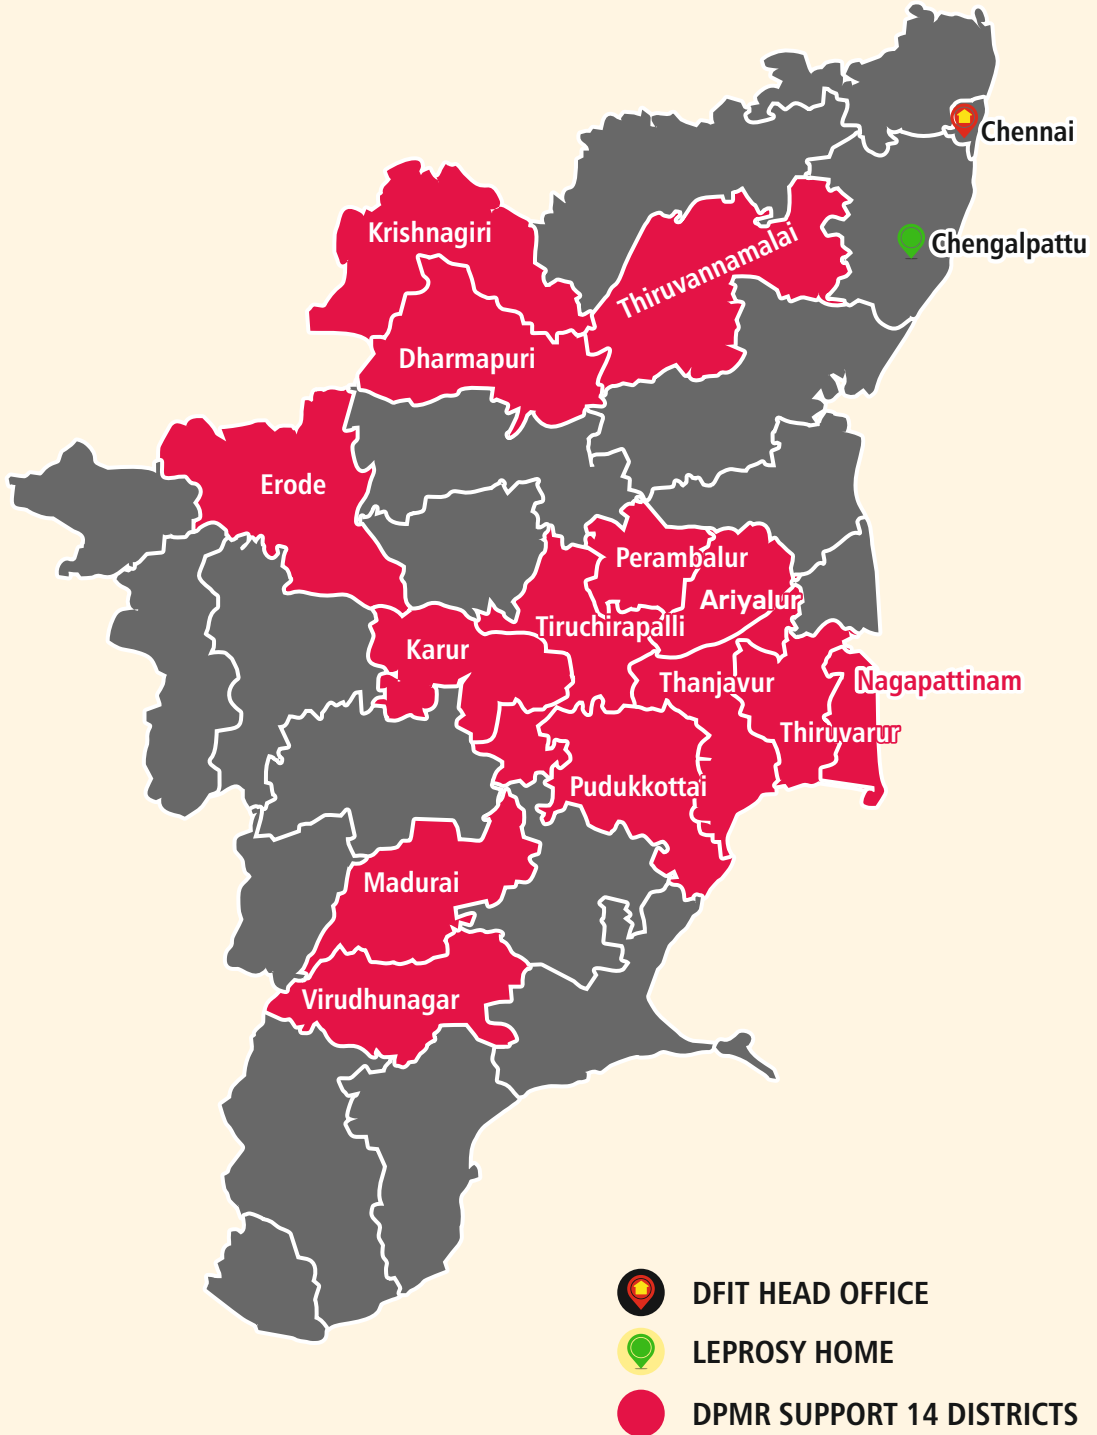 Chennai
Krishnagiri
Thiruvannamalai
Chengalpattu
Dharmapuri
Erode
Perambalur
Ariyalur
Tiruchirapalli
Karur
Thanjavur
Nagapattinam
Thiruvarur
Pudukkottai
Madurai
Virudhunagar
DFIT HEAD OFFICE
LEPROSY HOME
DPMR SUPPORT 14 DISTRICTS